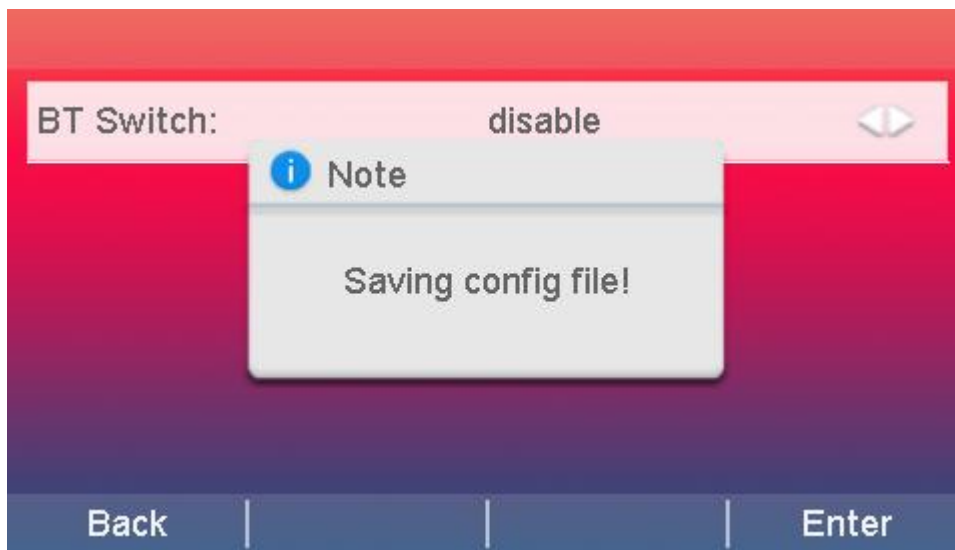 BT Switch: disable
Note
Saving config file!
Back Enter